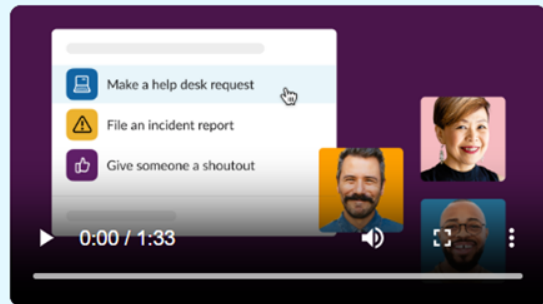 Make a help desk request
File an incident report
Give someone a shoutout
0:00 / 1:33